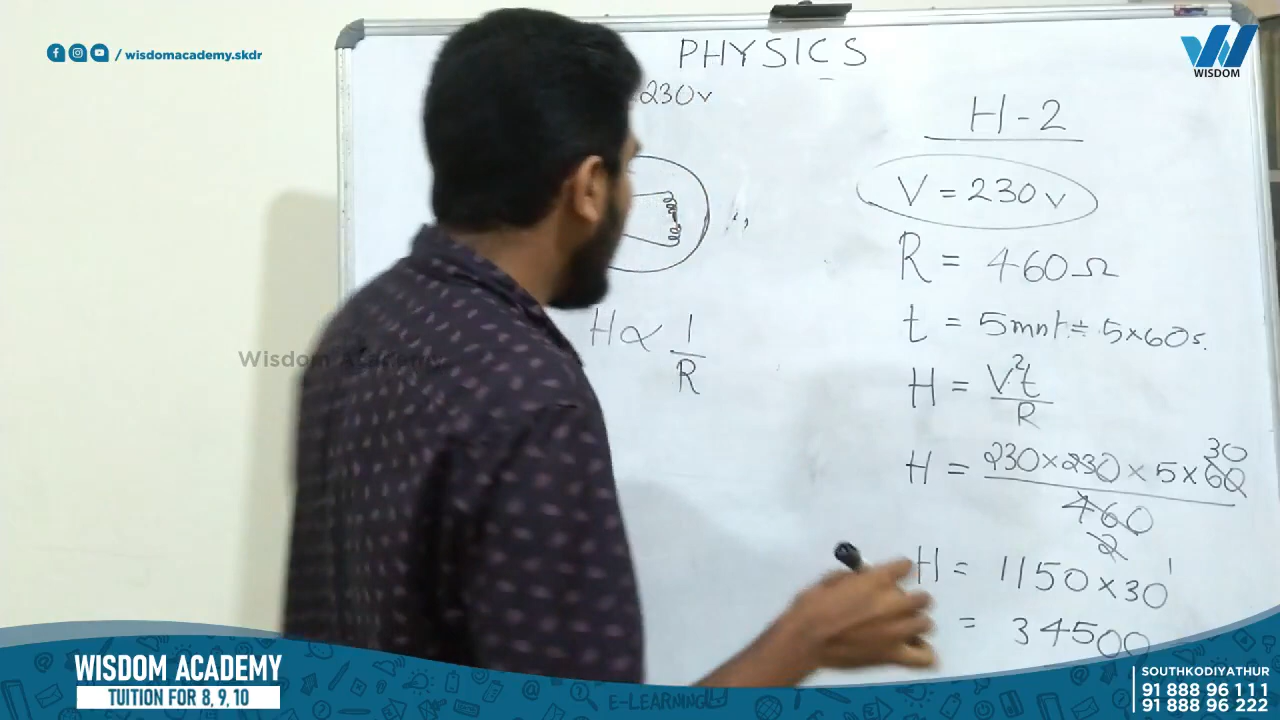 / wisdomacademy.skdr
WISDOM
PHYSICS
230v
H-2
V = 230 v
R = 460 Ω
t = 5mnt = 5×60s.
H ∝ 1/R
H = V²t/R
30
H = 230×230×5×60
460
2
H = 1150×30
= 34500
Wisdom Academy
WISDOM ACADEMY
TUITION FOR 8, 9, 10
E-LEARNING
SOUTHKODIYATHUR
91 888 96 111
91 888 96 222